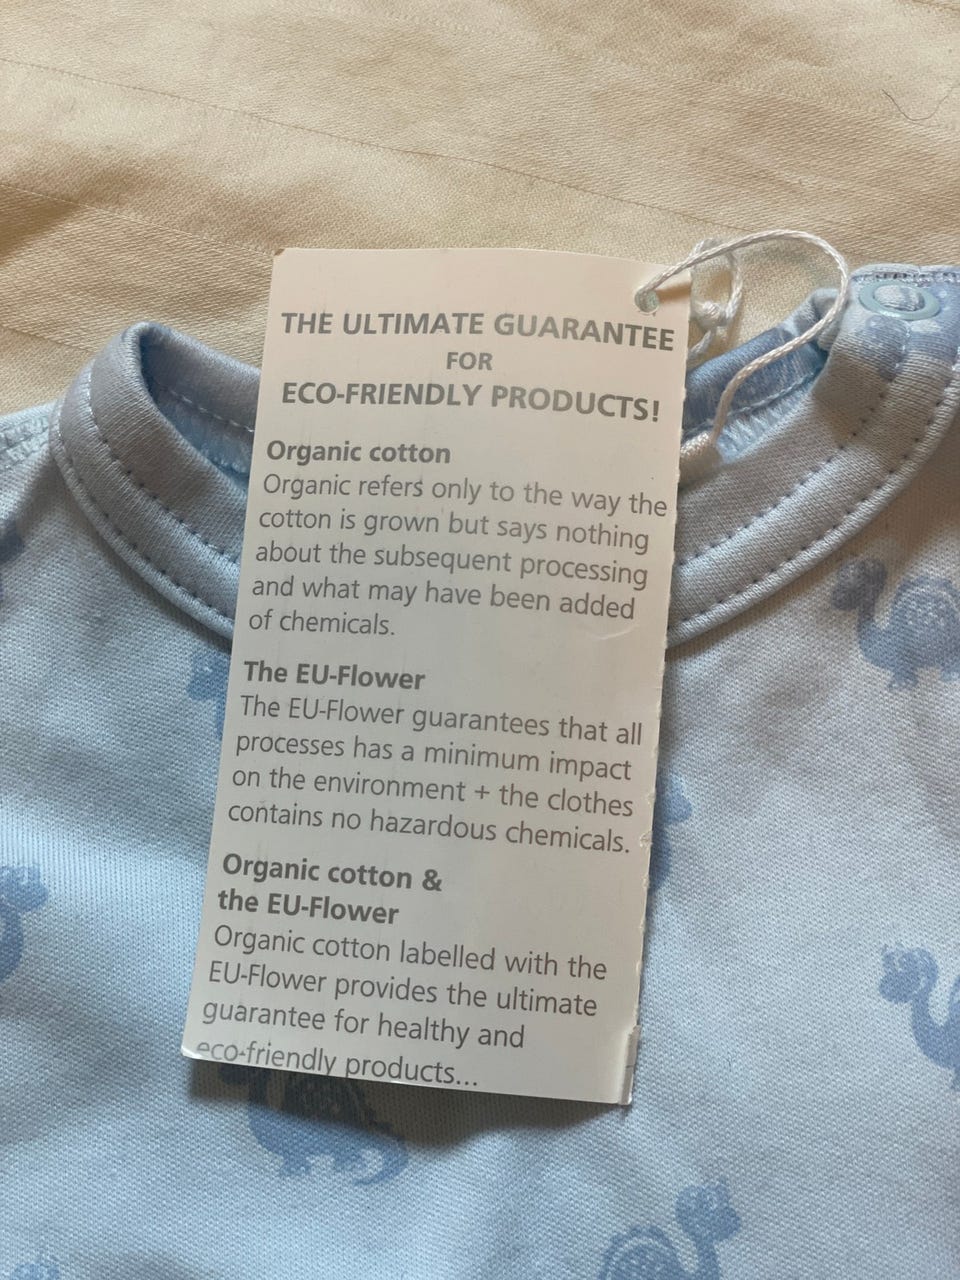 THE ULTIMATE GUARANTEE
FOR
ECO-FRIENDLY PRODUCTS!
Organic cotton
Organic refers only to the way the
cotton is grown but says nothing
about the subsequent processing
and what may have been added
of chemicals.
The EU-Flower
The EU-Flower guarantees that all
processes has a minimum impact
on the environment + the clothes
contains no hazardous chemicals.
Organic cotton &
the EU-Flower
Organic cotton labelled with the
EU-Flower provides the ultimate
guarantee for healthy and
eco-friendly products...